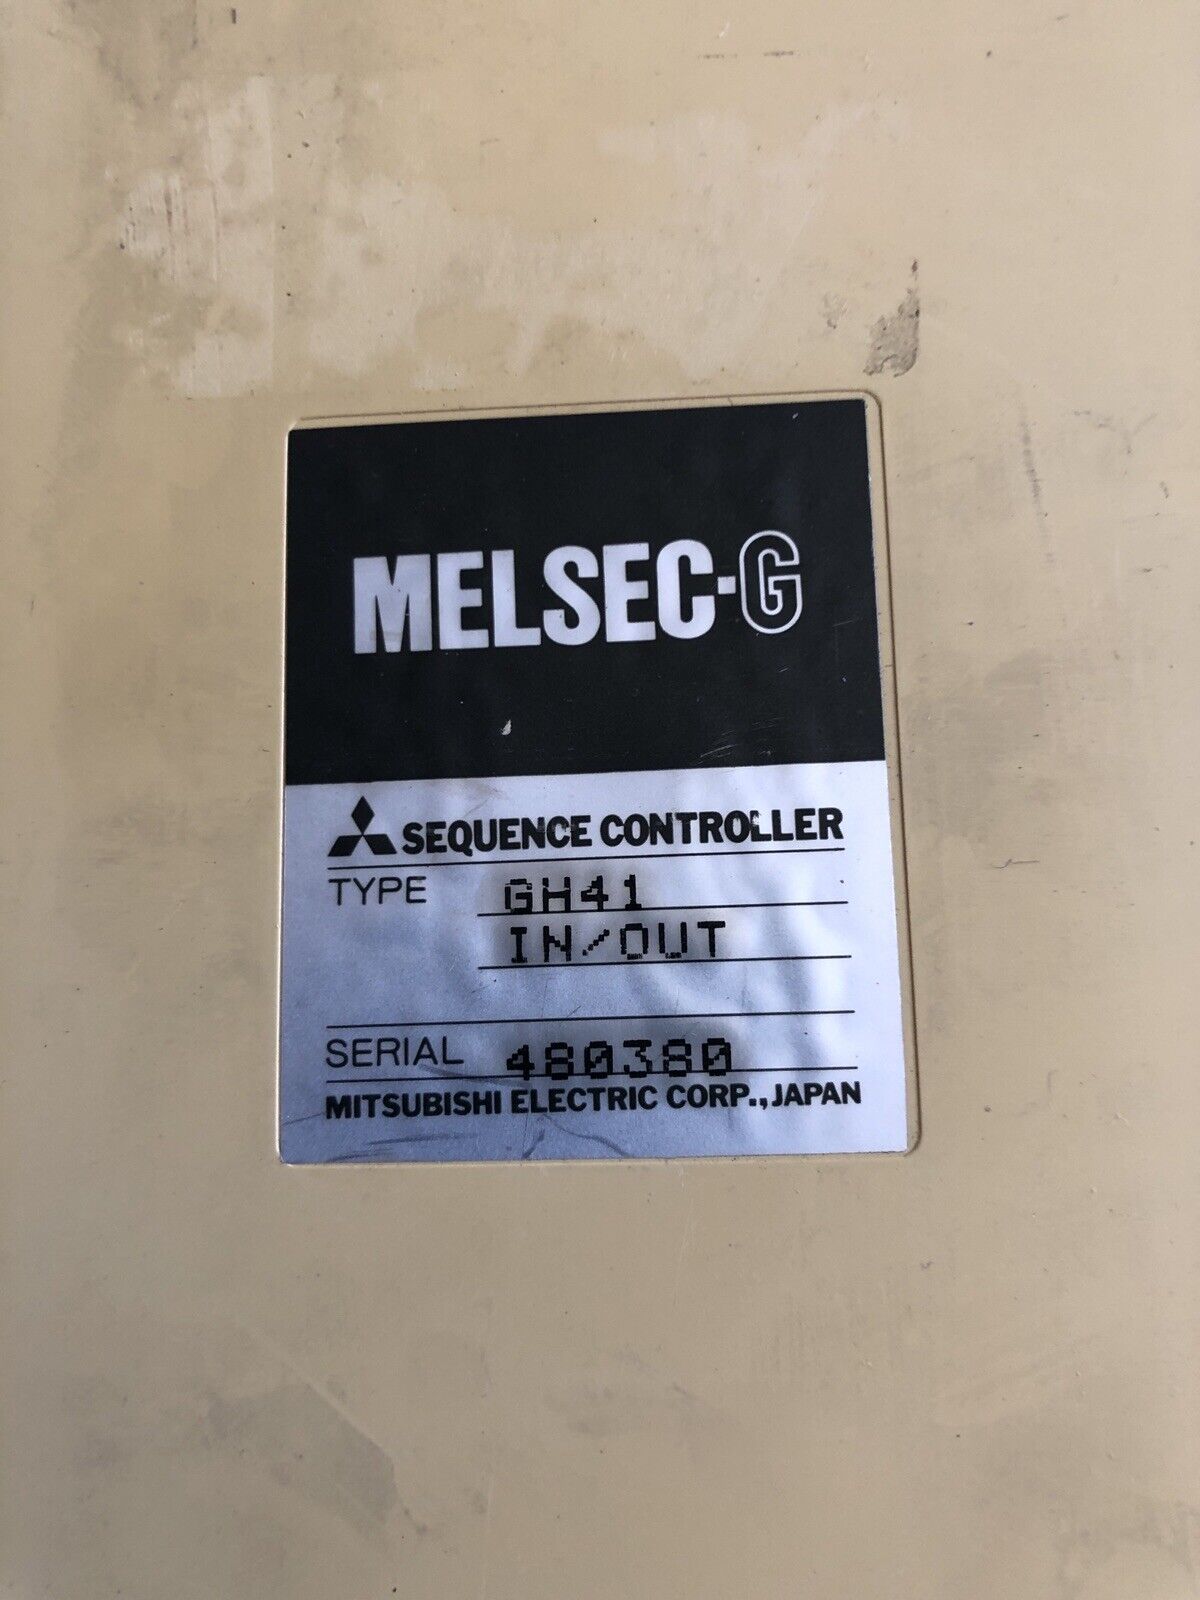 MELSEC-G
SEQUENCE CONTROLLER
TYPE GH41
IN/OUT
SERIAL 480380
MITSUBISHI ELECTRIC CORP., JAPAN